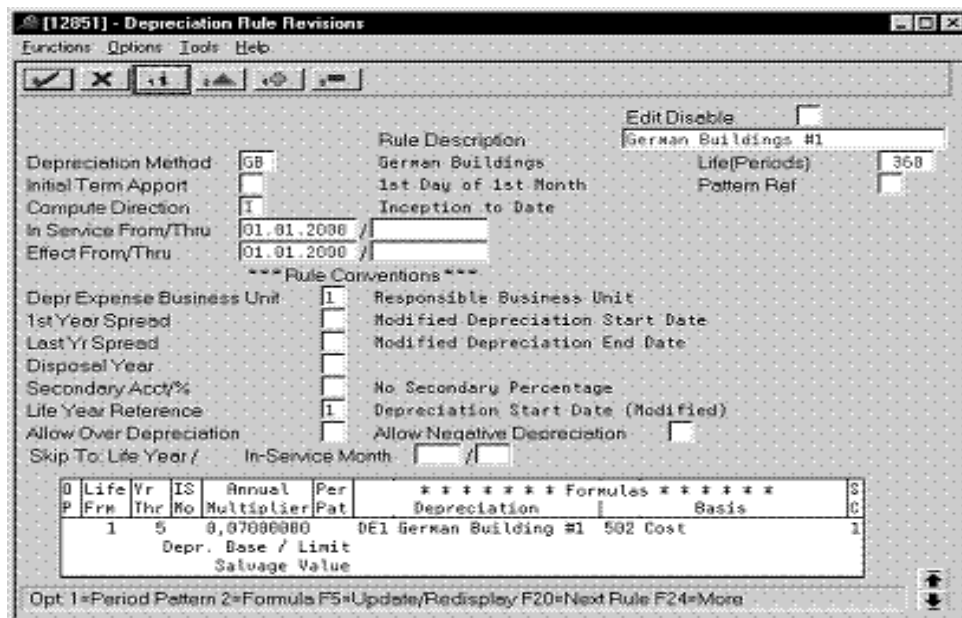 [12851] - Depreciation Rule Revisions
Functions Options Tools Help
Edit Disable
Rule Description German Buildings #1
Depreciation Method GB German Buildings Life(Periods) 360
Initial Term Apport 1st Day of 1st Month Pattern Ref
Compute Direction I Inception to Date
In Service From/Thru 01.01.2000 /
Effect From/Thru 01.01.2000 /
***Rule Conventions***
Depr Expense Business Unit 1 Responsible Business Unit
1st Year Spread Modified Depreciation Start Date
Last Yr Spread Modified Depreciation End Date
Disposal Year
Secondary Acct/% No Secondary Percentage
Life Year Reference 1 Depreciation Start Date (Modified)
Allow Over Depreciation Allow Negative Depreciation
Skip To: Life Year / In-Service Month /
O Life Yr IS Annual Per * * * * * * * Formulas * * * * * * S
P Frm Thr Mo Multiplier Pat Depreciation | Basis C
1 5 0,07000000 DE1 German Building #1 502 Cost 1
Depr. Base / Limit
Salvage Value
Opt: 1=Period Pattern 2=Formula F5=Update/Redisplay F20=Next Rule F24=More